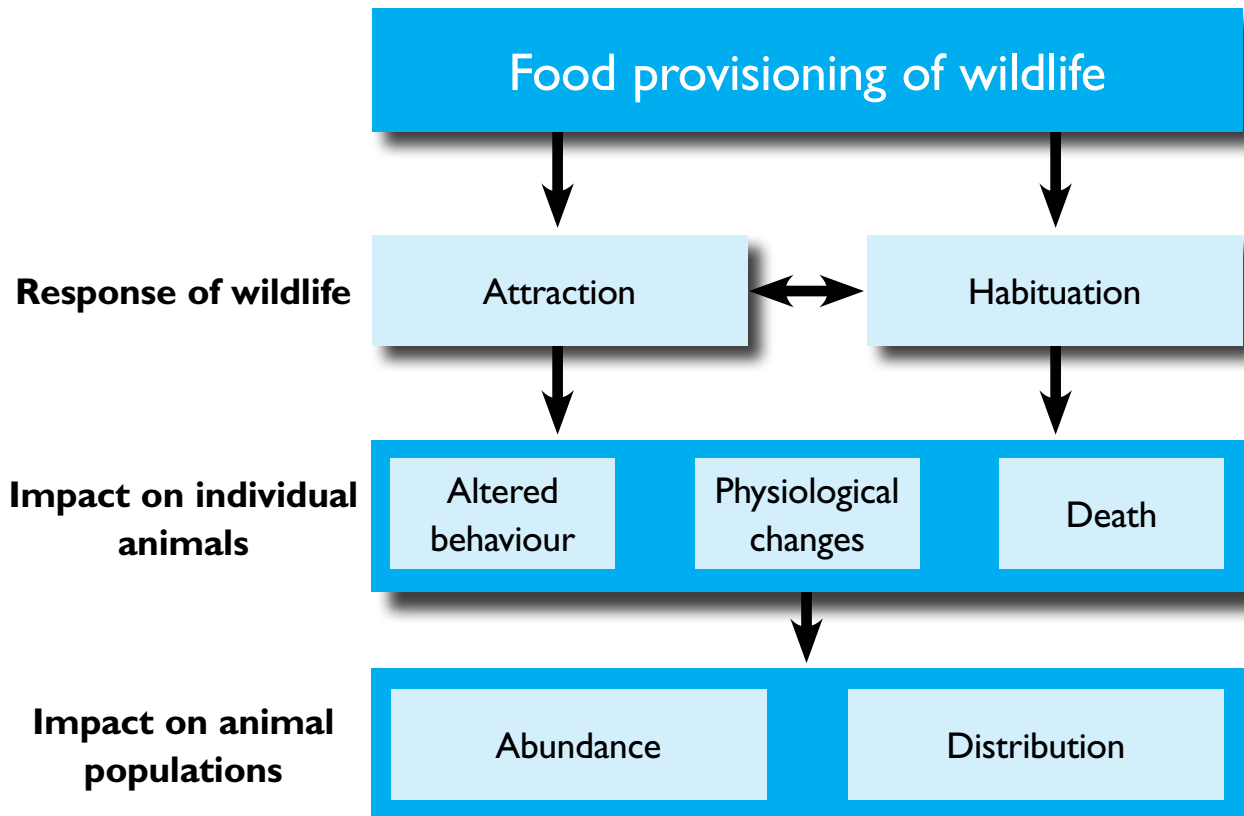 Food provisioning of wildlife
Response of wildlife
Attraction
Habituation
Impact on individual
animals
Altered
behaviour
Physiological
changes
Death
Impact on animal
populations
Abundance
Distribution